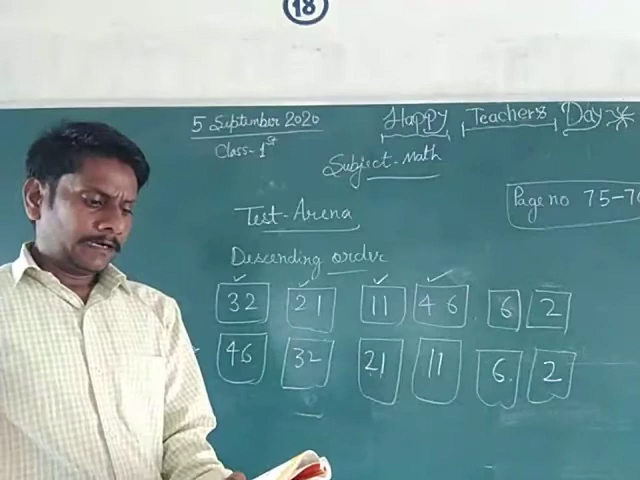 18
5 September 2020
Happy Teachers Day
Class-1st
Subject-Math
Page no 75-76
Test-Arena
Descending order
32 21 11 46 6 2
46 32 21 11 6 2